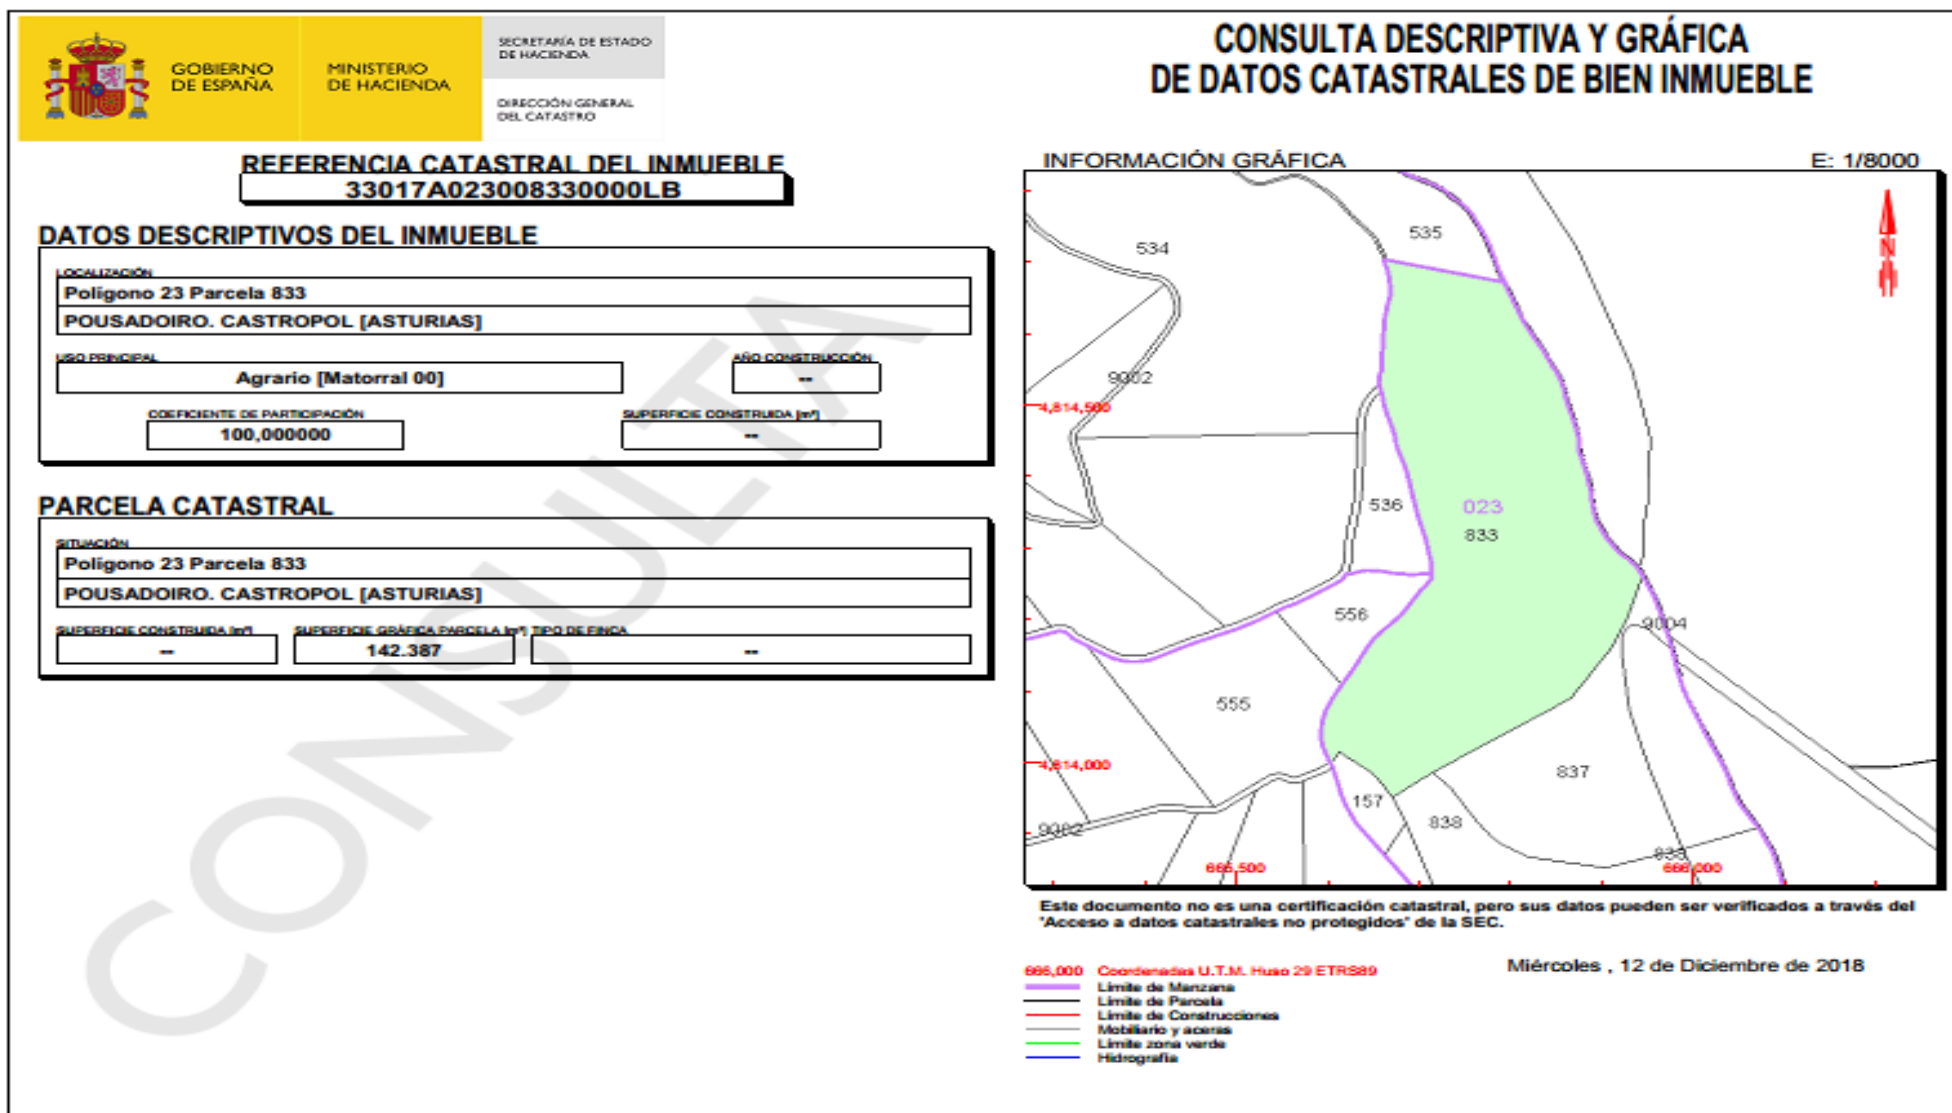 GOBIERNO
DE ESPAÑA
MINISTERIO
DE HACIENDA
SECRETARÍA DE ESTADO
DE HACIENDA
DIRECCIÓN GENERAL
DEL CATASTRO
CONSULTA DESCRIPTIVA Y GRÁFICA
DE DATOS CATASTRALES DE BIEN INMUEBLE
REFERENCIA CATASTRAL DEL INMUEBLE
33017A023008330000LB
DATOS DESCRIPTIVOS DEL INMUEBLE
LOCALIZACIÓN
Polígono 23 Parcela 833
POUSADOIRO. CASTROPOL [ASTURIAS]
USO PRINCIPAL
Agrario [Matorral 00]
AÑO CONSTRUCCIÓN
--
COEFICIENTE DE PARTICIPACIÓN
100,000000
SUPERFICIE CONSTRUIDA [m²]
--
PARCELA CATASTRAL
SITUACIÓN
Polígono 23 Parcela 833
POUSADOIRO. CASTROPOL [ASTURIAS]
SUPERFICIE CONSTRUIDA [m²]
--
SUPERFICIE GRÁFICA PARCELA [m²]
142.387
TIPO DE FINCA
--
CONSULTA
INFORMACIÓN GRÁFICA
E: 1/8000
N
535
534
9002
4,814,500
536
023
833
556
9004
555
4,814,000
837
157
838
9002
665,500
666,000
Este documento no es una certificación catastral, pero sus datos pueden ser verificados a través del
"Acceso a datos catastrales no protegidos" de la SEC.
666,000 Coordenadas U.T.M. Huso 29 ETRS89
Límite de Manzana
Límite de Parcela
Límite de Construcciones
Mobiliario y aceras
Límite zona verde
Hidrografía
Miércoles , 12 de Diciembre de 2018